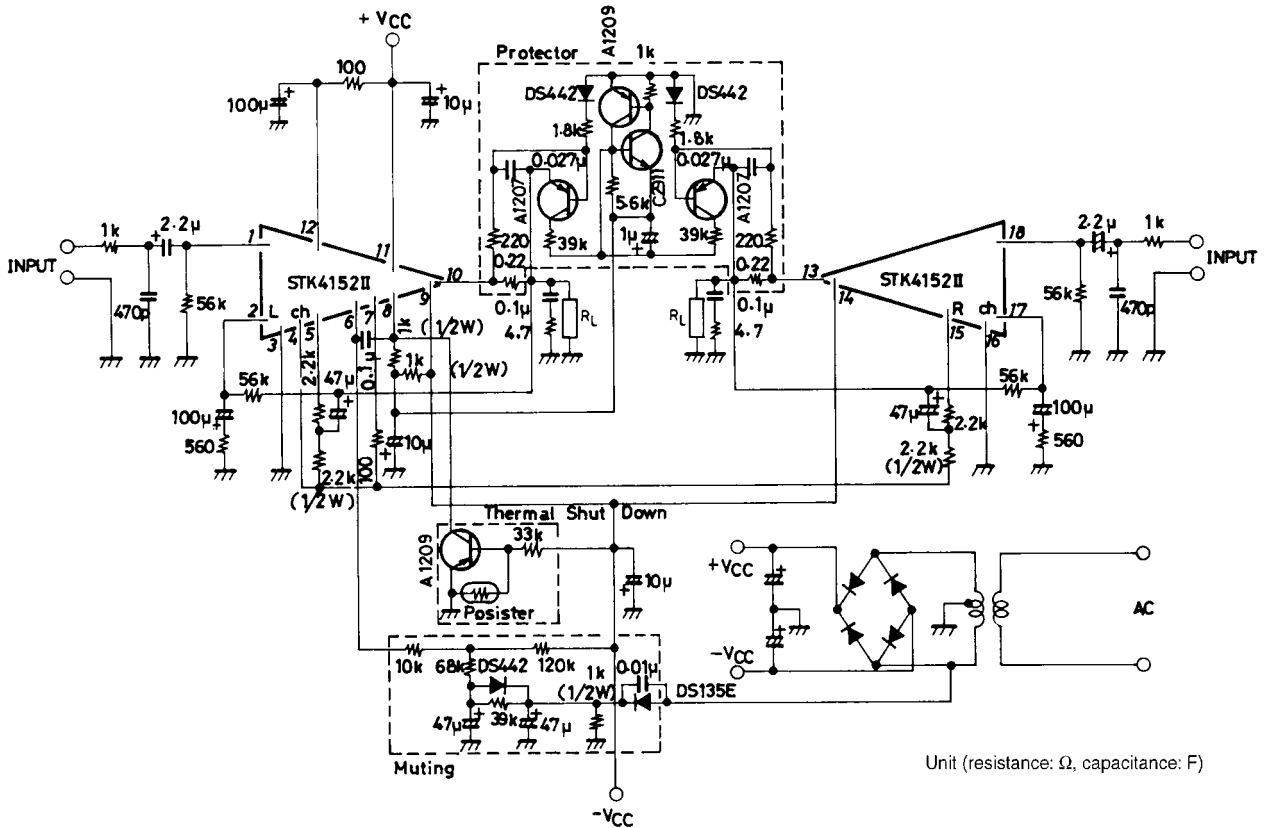 +VCC
A1209
Protector 1k
100
100μ + + 10μ
DS442 DS442
1.8k 1.8k
0.027μ 0.027μ
A1207 C2911 A1207
5.6k
39k 1μ + 39k
220 220
0.22 0.22
1k 2.2μ + 1 12 11 10
INPUT
470p 56k
STK4152II
2 L ch 3 4 5 6 7 8 9
13 14 STK4152II R ch 15 16 17 18
2.2μ + 1k
INPUT
56k 470p
0.1μ 4.7 RL
RL 0.1μ 4.7
1k (1/2W)
1k (1/2W)
0.1μ
2.2k 47μ +
56k
100μ + 560
10μ +
100
2.2k
(1/2W)
56k
47μ + 2.2k
100μ + 560
2.2k
(1/2W)
Thermal Shut Down
33k
A1209
Posister
10μ +
+VCC
+
+
-VCC
AC
10k 68k DS442 120k
1k
(1/2W)
0.01μ
DS135E
47μ + 39k + 47μ
Muting
-VCC
Unit (resistance: Ω, capacitance: F)